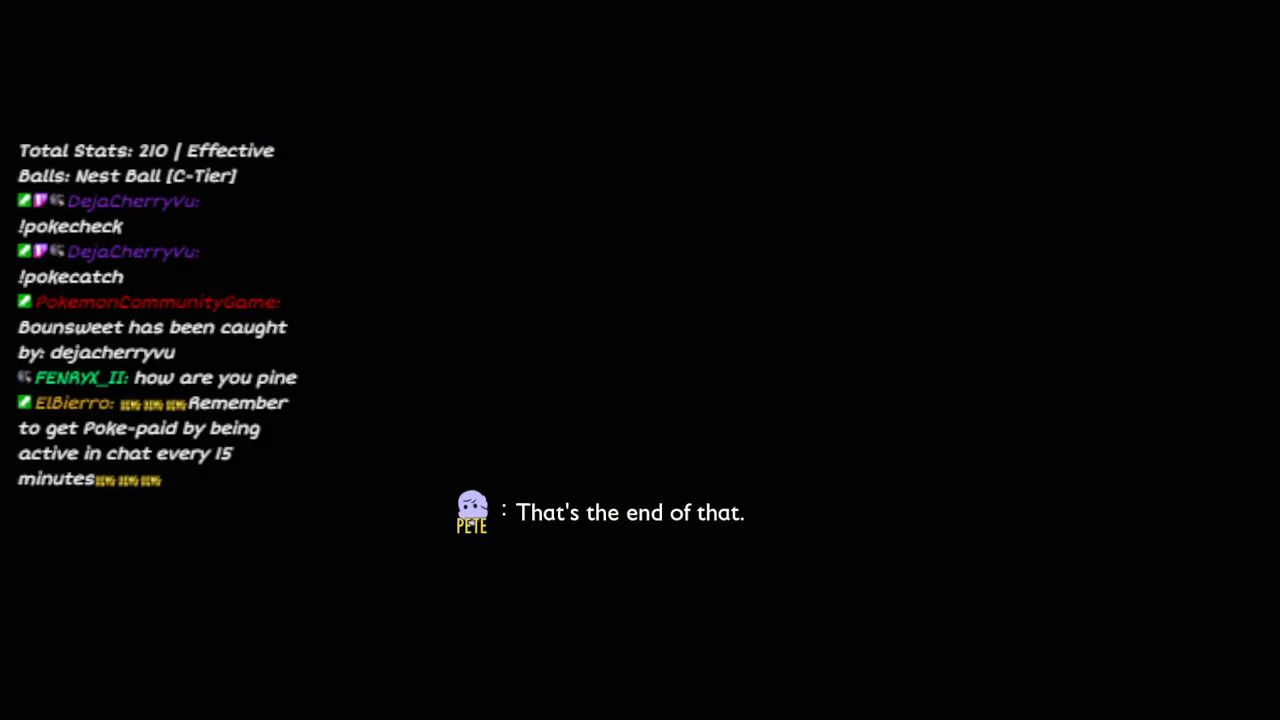 Total Stats: 210 | Effective
Balls: Nest Ball [C-Tier]
DejaCherryVu:
!pokecheck
DejaCherryVu:
!pokecatch
PokemonCommunityGame:
Bounsweet has been caught
by: dejacherryvu
FENRYX_II: how are you pine
ElBierro: Remember
to get Poke-paid by being
active in chat every 15
minutes
PETE : That's the end of that.